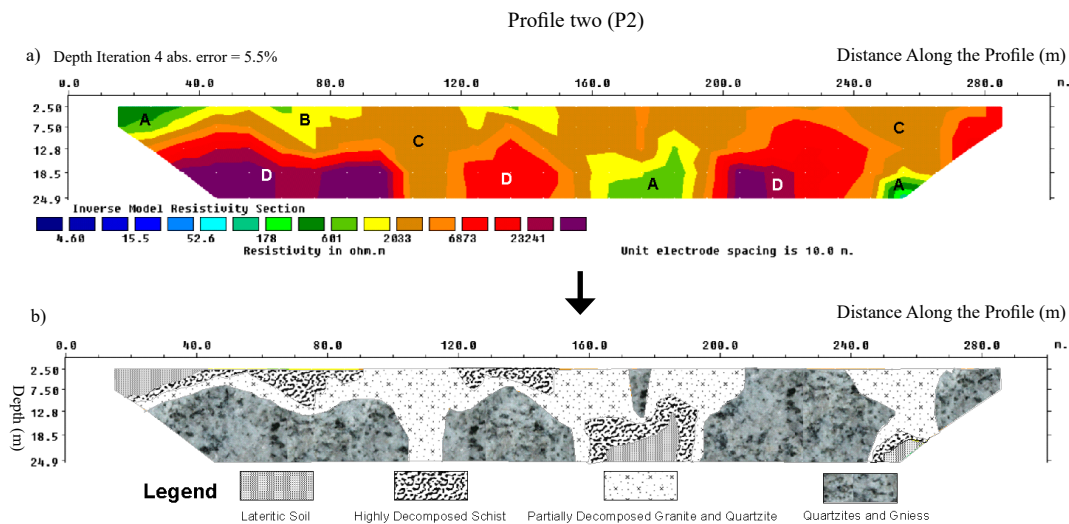 Profile two (P2)
a) Depth Iteration 4 abs. error = 5.5% Distance Along the Profile (m)
0.0 40.0 80.0 120.0 160.0 200.0 240.0 280.0 m.
2.50
7.50
12.8
18.5
24.9
A B C C
D D A D A
Inverse Model Resistivity Section
4.60 15.5 52.6 178 601 2033 6873 23241
Resistivity in ohm.m Unit electrode spacing is 10.0 m.
b) Distance Along the Profile (m)
0.0 40.0 80.0 120.0 160.0 200.0 240.0 280.0 m.
Depth (m)
2.50
7.50
12.8
18.5
24.9
Legend
Lateritic Soil Highly Decomposed Schist Partially Decomposed Granite and Quartzite Quartzites and Gniess